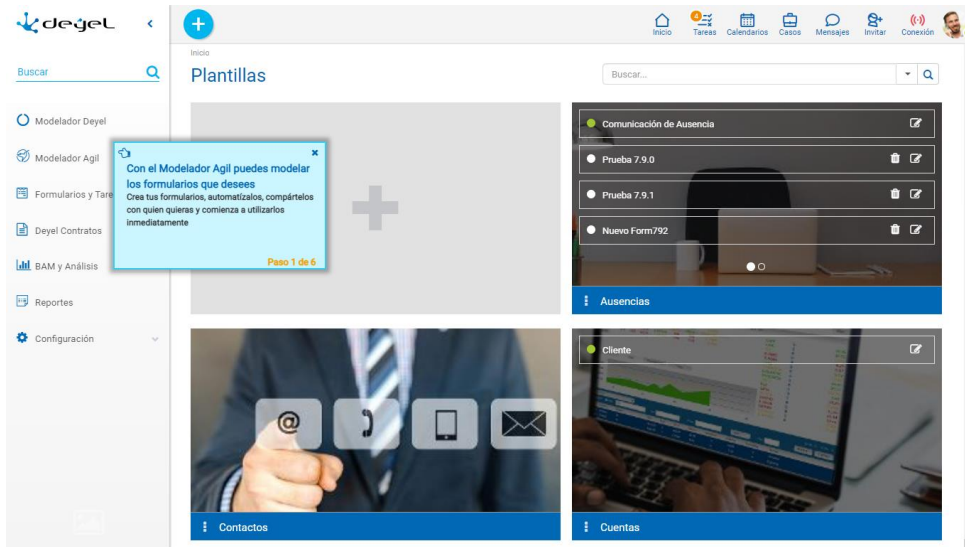 deyel
4
Inicio
Tareas
Calendarios
Casos
Mensajes
Invitar
Conexión
Inicio
Buscar
Plantillas
Buscar...
Modelador Deyel
Modelador Agil
Formularios y Tare
Deyel Contratos
BAM y Análisis
Reportes
Configuración
Con el Modelador Agil puedes modelar
los formularios que desees
Crea tus formularios, automatízalos, compártelos
con quien quieras y comienza a utilizarlos
inmediatamente
Paso 1 de 6
Comunicación de Ausencia
Prueba 7.9.0
Prueba 7.9.1
Nuevo Form792
Ausencias
@
Contactos
Cliente
Cuentas